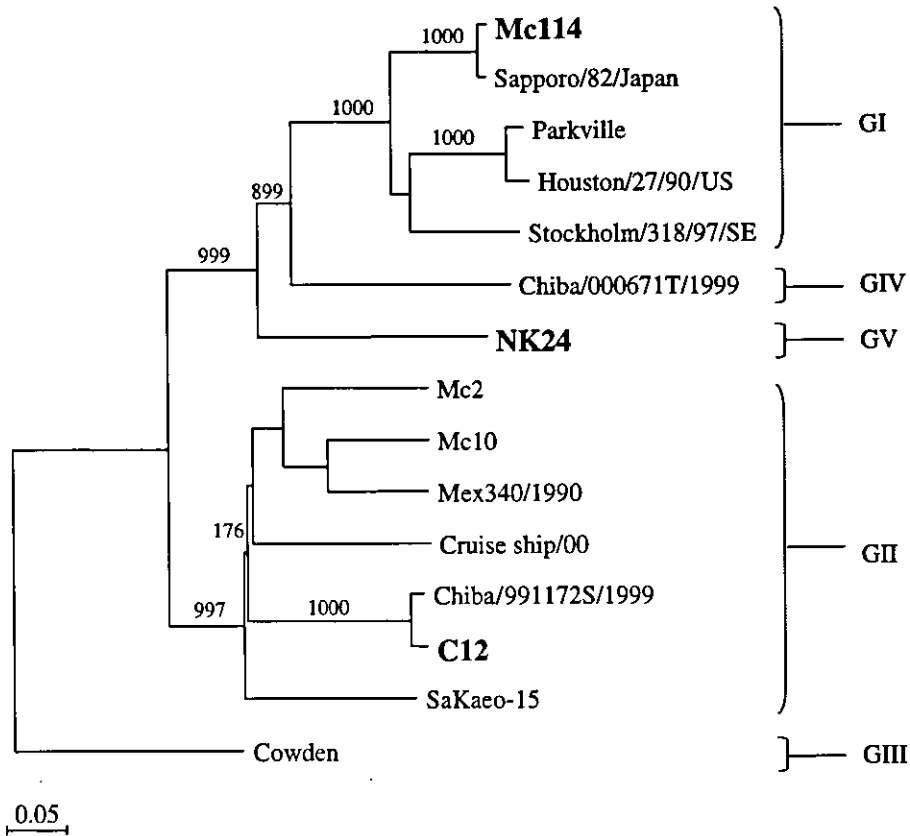 1000
Mc114
Sapporo/82/Japan
1000
1000
Parkville
GI
Houston/27/90/US
899
Stockholm/318/97/SE
999
Chiba/000671T/1999
GIV
NK24
GV
Mc2
Mc10
Mex340/1990
176
Cruise ship/00
GII
Chiba/991172S/1999
997
1000
C12
SaKaeo-15
Cowden
GIII
0.05